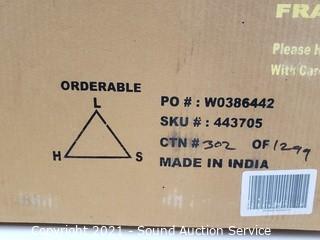 FRA
Please H
With Car
ORDERABLE
L
H S
PO # : W0386442
SKU # : 443705
CTN # 302 OF 1299
MADE IN INDIA
Copyright 2021 - Sound Auction Service